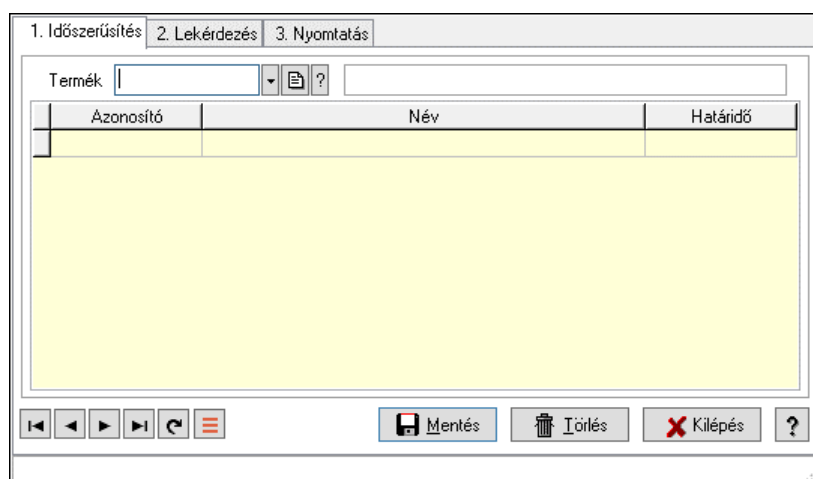 1. Időszerűsítés 2. Lekérdezés 3. Nyomtatás
Termék ?
Azonosító Név Határidő
Mentés Törlés Kilépés ?